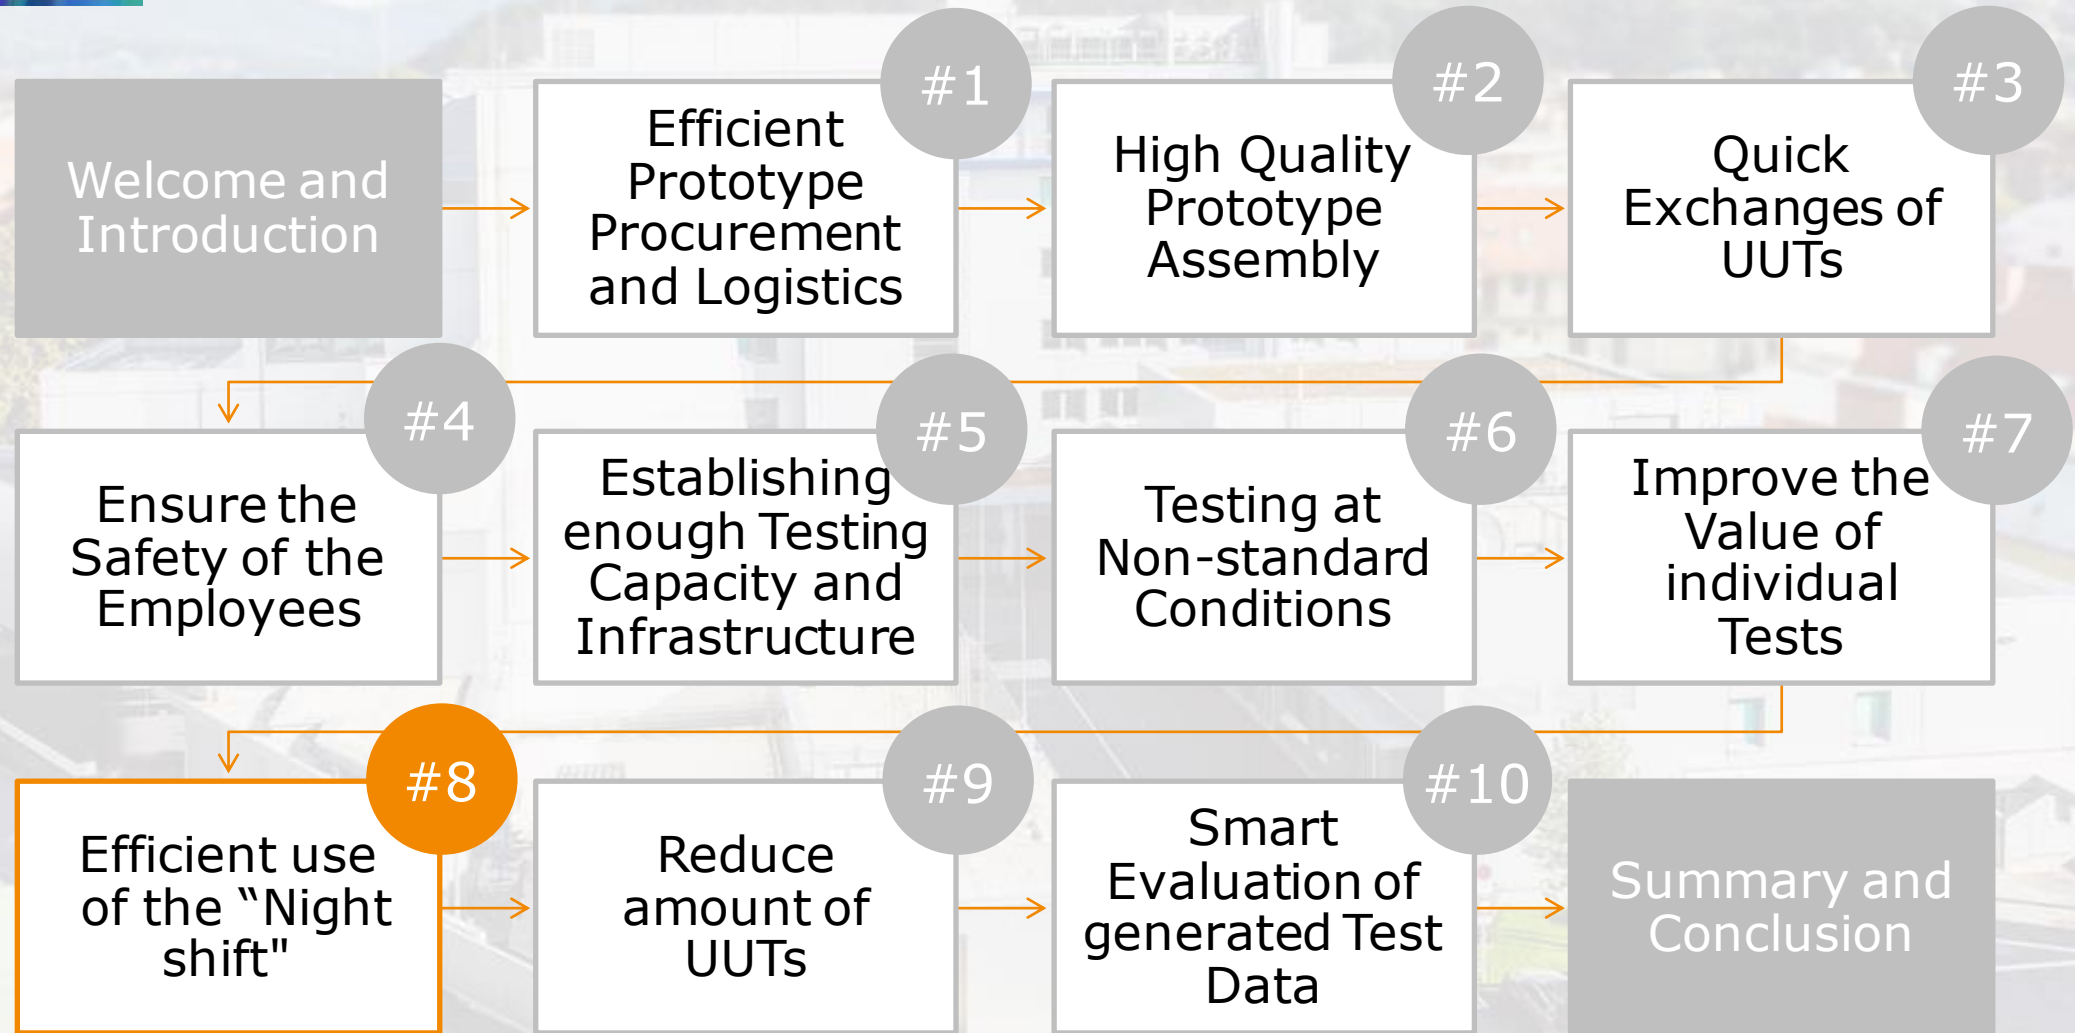 Welcome and
Introduction
#1
Efficient
Prototype
Procurement
and Logistics
#2
High Quality
Prototype
Assembly
#3
Quick
Exchanges of
UUTs
#4
Ensure the
Safety of the
Employees
#5
Establishing
enough Testing
Capacity and
Infrastructure
#6
Testing at
Non-standard
Conditions
#7
Improve the
Value of
individual
Tests
#8
Efficient use
of the “Night
shift"
#9
Reduce
amount of
UUTs
#10
Smart
Evaluation of
generated Test
Data
Summary and
Conclusion